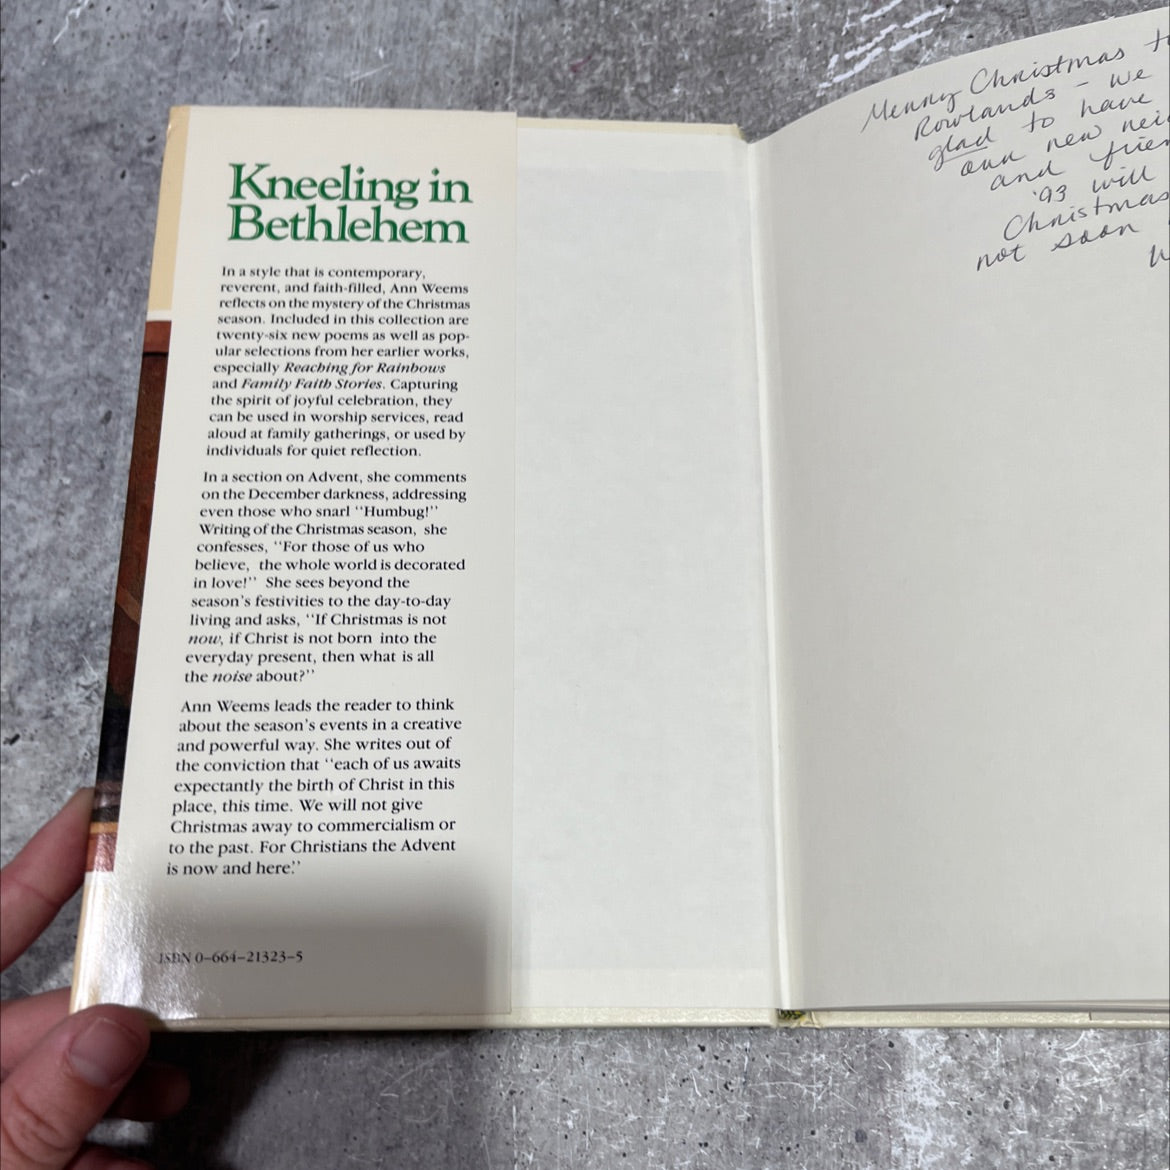 Kneeling in
Bethlehem
In a style that is contemporary,
reverent, and faith-filled, Ann Weems
reflects on the mystery of the Christmas
season. Included in this collection are
twenty-six new poems as well as pop-
ular selections from her earlier works,
especially Reaching for Rainbows
and Family Faith Stories. Capturing
the spirit of joyful celebration, they
can be used in worship services, read
aloud at family gatherings, or used by
individuals for quiet reflection.
In a section on Advent, she comments
on the December darkness, addressing
even those who snarl "Humbug!"
Writing of the Christmas season, she
confesses, "For those of us who
believe, the whole world is decorated
in love!" She sees beyond the
season's festivities to the day-to-day
living and asks, "If Christmas is not
now, if Christ is not born into the
everyday present, then what is all
the noise about?"
Ann Weems leads the reader to think
about the season's events in a creative
and powerful way. She writes out of
the conviction that "each of us awaits
expectantly the birth of Christ in this
place, this time. We will not give
Christmas away to commercialism or
to the past. For Christians the Advent
is now and here."
ISBN 0-664-21323-5
Merry Christmas
Rowlands - we
glad to have
our new
and
'93 will
Christmas
not soon